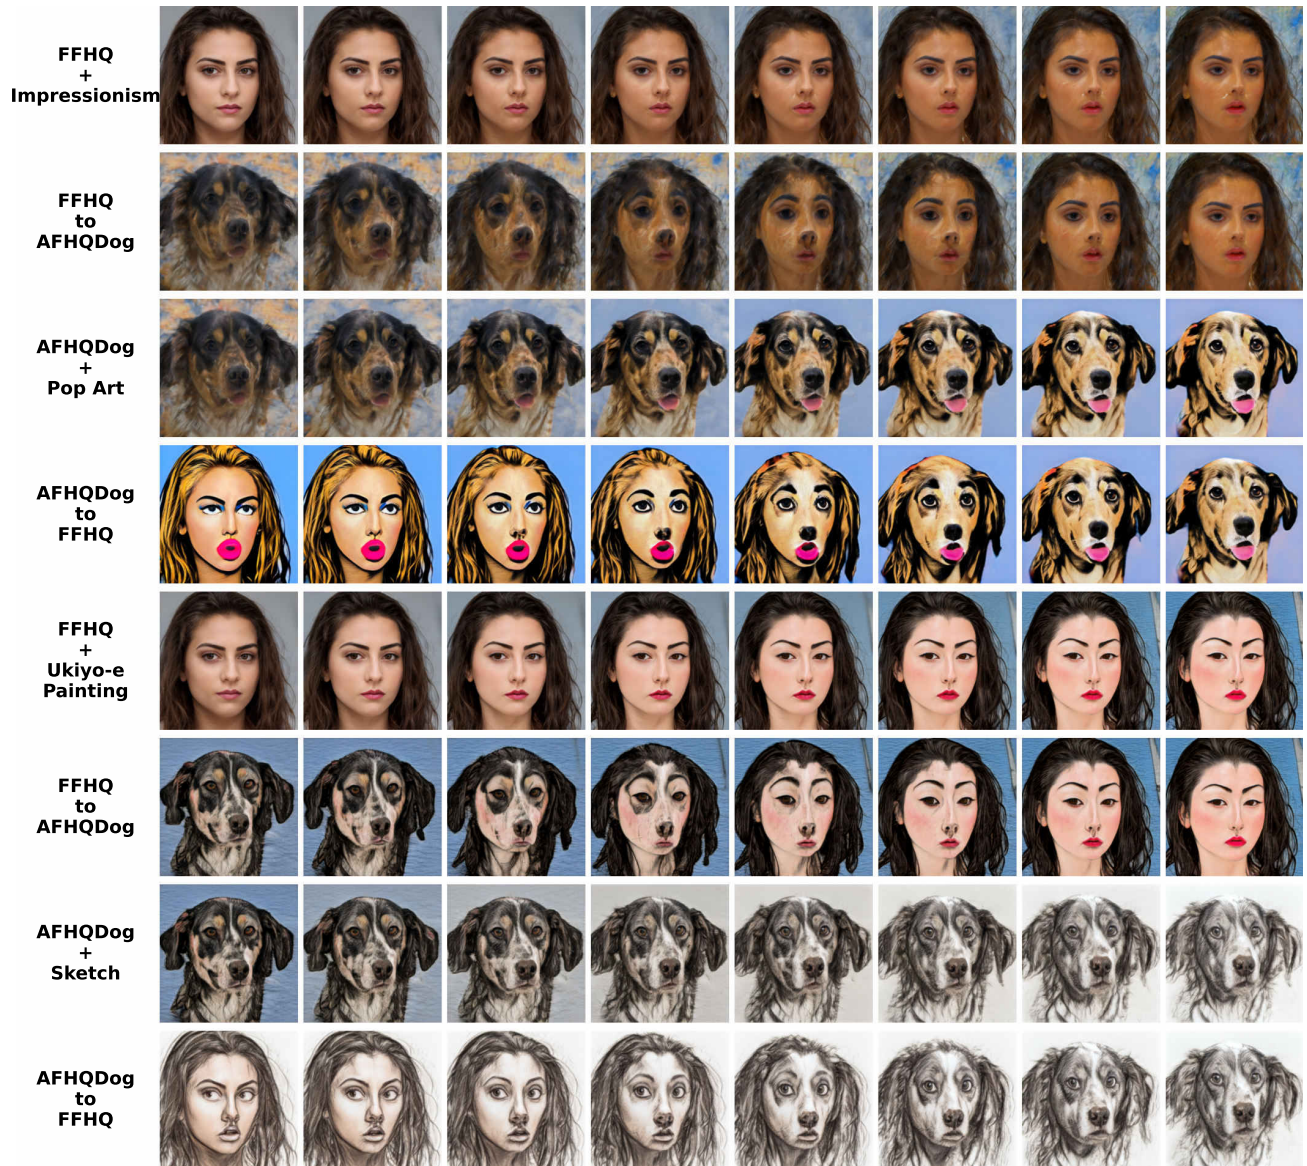 FFHQ
+
Impressionism
FFHQ
to
AFHQDog
AFHQDog
+
Pop Art
AFHQDog
to
FFHQ
FFHQ
+
Ukiyo-e
Painting
FFHQ
to
AFHQDog
AFHQDog
+
Sketch
AFHQDog
to
FFHQ